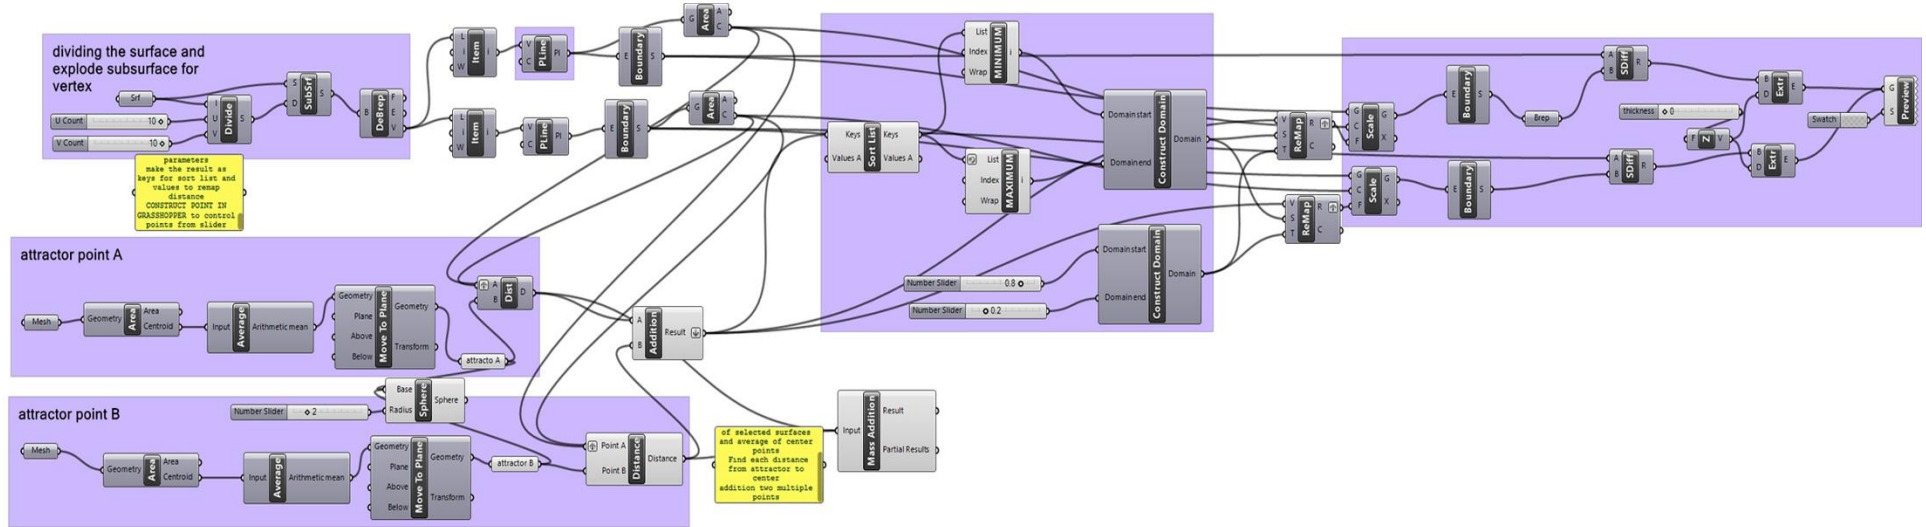 dividing the surface and
explode subsurface for
vertex
Srf
U Count 10
V Count 10
I U V Divide S
S D SubSrf S
B DeBrep F E V
parameters
make the result as
keys for sort list and
values to remap
distance
CONSTRUCT POINT IN
GRASSHOPPER to control
points from slider
L i W Item i
V C PLine Pl
E Boundary S
G Area A C
L i W Item i
V C PLine Pl
E Boundary S
G Area A C
attractor point A
Mesh
Geometry Area Area Centroid
Input Average Arithmetic mean
Geometry Plane Above Below Move To Plane Geometry Transform
attracto A
A B Dist D
Base Radius Sphere Sphere
Number Slider 2
attractor point B
Mesh
Geometry Area Area Centroid
Input Average Arithmetic mean
Geometry Plane Above Below Move To Plane Geometry Transform
attractor B
Point A Point B Distance Distance
A B Addition Result
of selected surfaces
and average of center
points
Find each distance
from attractor to
center
addition two multiple
points
Input Mass Addition Result Partial Results
Keys Values A Sort List Keys Values A
List Index Wrap MINIMUM i
List Index Wrap MAXIMUM i
Domain start Domain end Construct Domain Domain
Number Slider 0.8
Number Slider 0.2
Domain start Domain end Construct Domain Domain
V S T ReMap R C
V S T ReMap R C
G C F Scale G X
G C F Scale G X
E Boundary S
E Boundary S
Brep
A B SDiff R
A B SDiff R
thickness 0
F Z V
B D Extr E
B D Extr E
Swatch
G S Preview